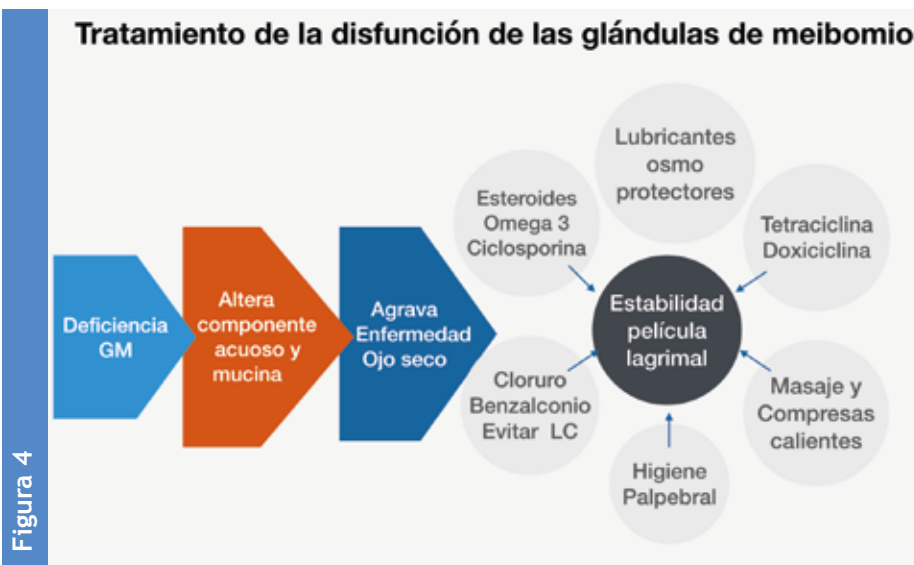 Tratamiento de la disfunción de las glándulas de meibomio
Deficiencia
GM
Altera
componente
acuoso y
mucina
Agrava
Enfermedad
Ojo seco
Esteroides
Omega 3
Ciclosporina
Lubricantes
osmo
protectores
Tetraciclina
Doxiciclina
Estabilidad
película
lagrimal
Cloruro
Benzalconio
Evitar LC
Higiene
Palpebral
Masaje y
Compresas
calientes
Figura 4